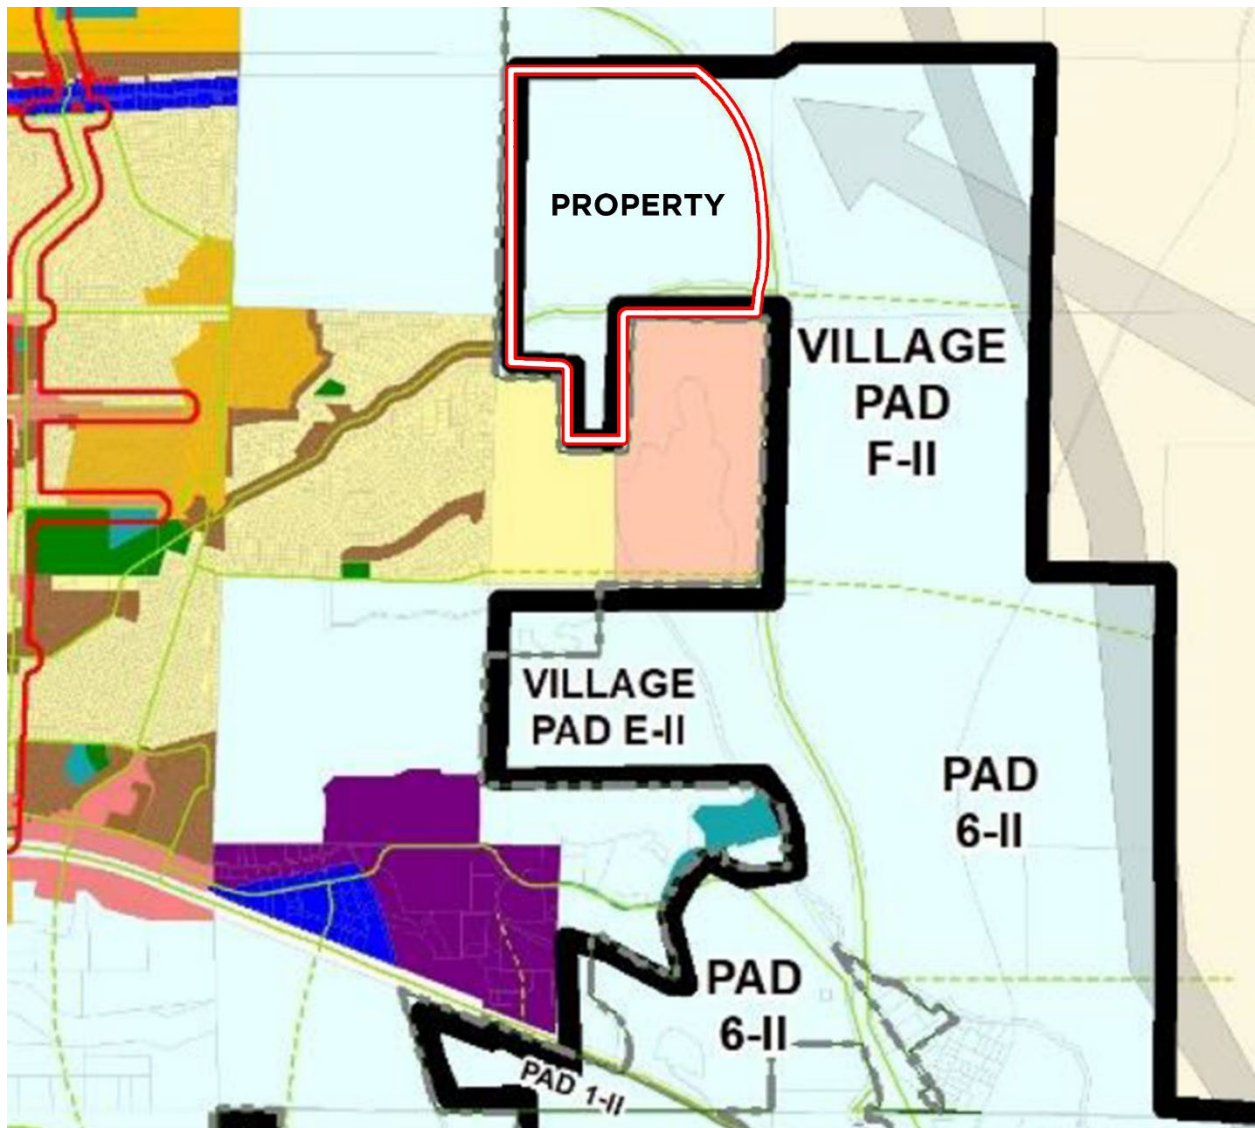 PROPERTY
VILLAGE
PAD
F-II
VILLAGE
PAD E-II
PAD
6-II
PAD
6-II
PAD 1-II